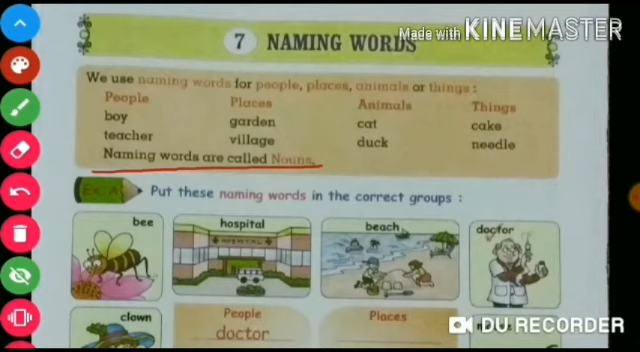 Made with KINEMASTER
7 NAMING WORDS
We use naming words for people, places, animals or things :
People Places Animals Things
boy garden cat cake
teacher village duck needle
Naming words are called Nouns.
Ex. A Put these naming words in the correct groups :
bee hospital beach doctor
HOSPITAL
clown People Places
doctor
DU RECORDER